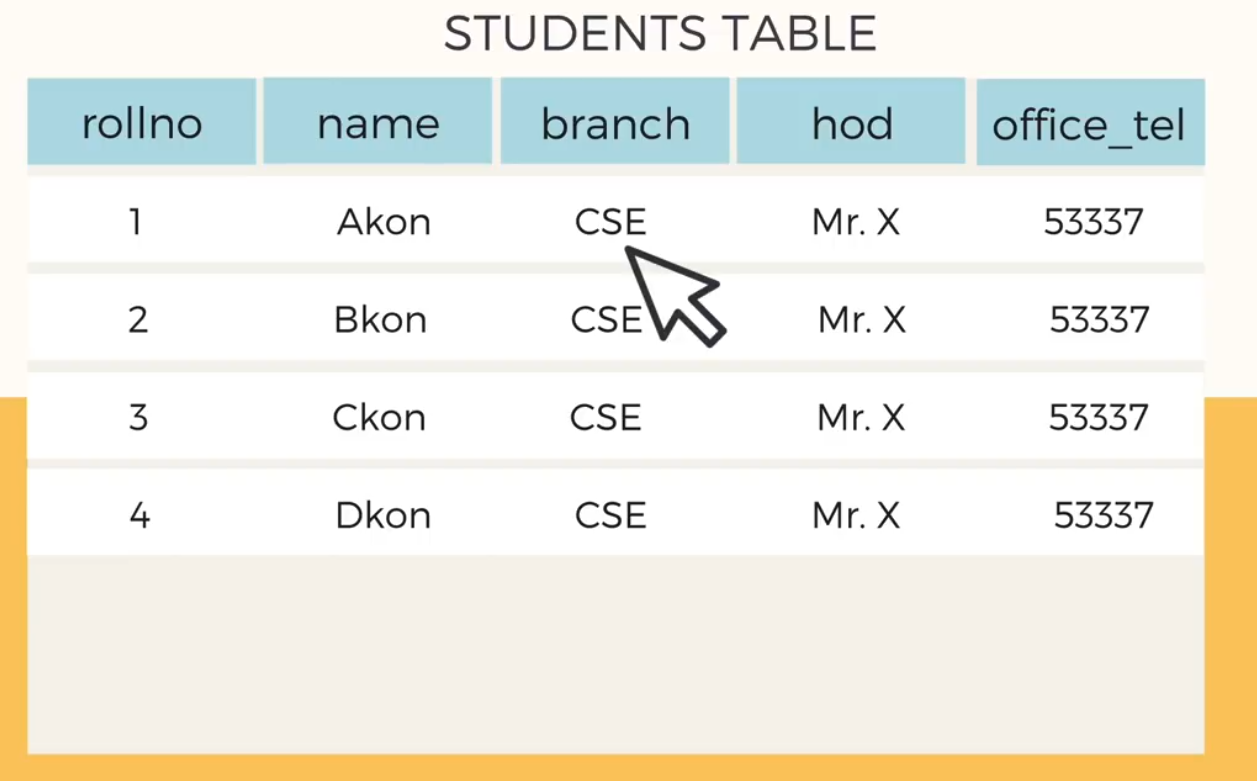 STUDENTS TABLE
rollno name branch hod office_tel
1 Akon CSE Mr. X 53337
2 Bkon CSE Mr. X 53337
3 Ckon CSE Mr. X 53337
4 Dkon CSE Mr. X 53337